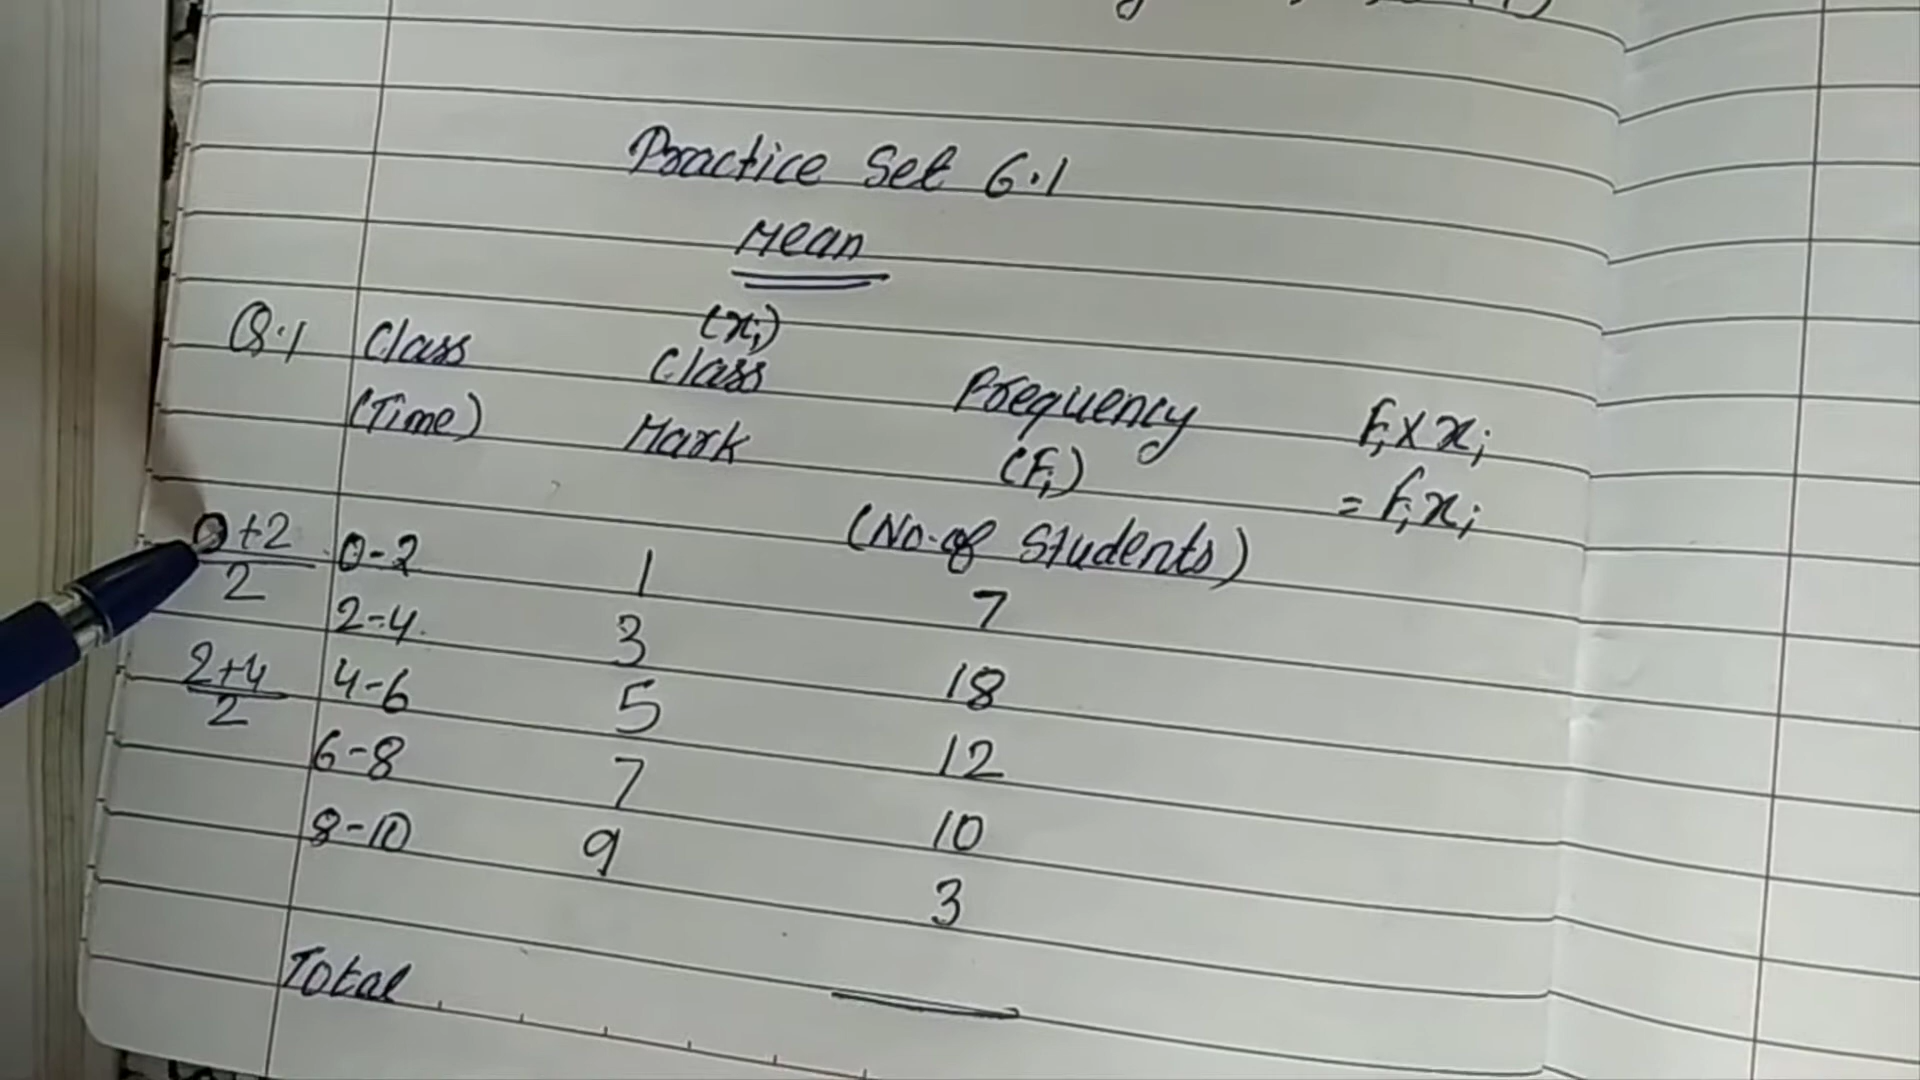 Practice Set 6.1
Mean
Q.1 Class (Time)
(xi) Class Mark
Frequency (Fi) (No. of Students)
Fi X xi = Fixi
0+2/2 0-2 1 7
2-4 3 18
2+4/2 4-6 5 12
6-8 7 10
8-10 9 3
Total